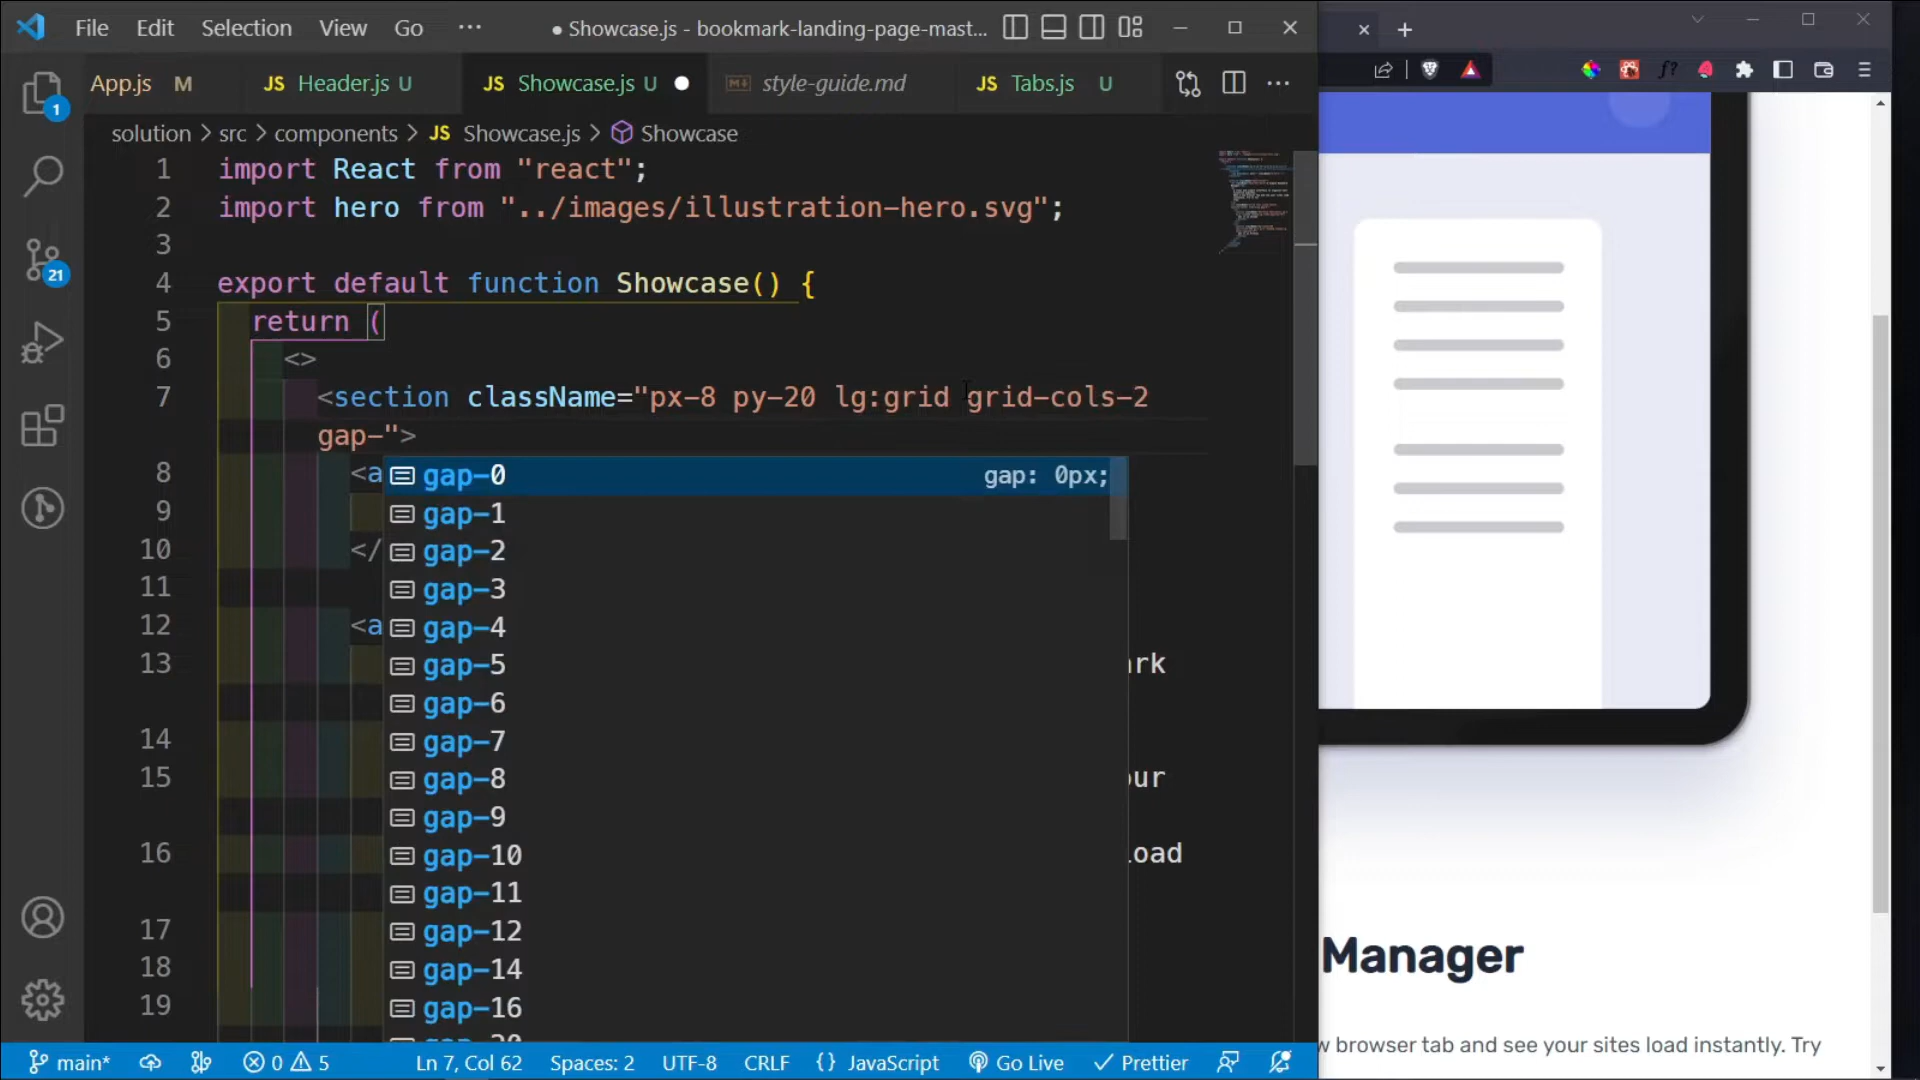 File Edit Selection View Go ··· ● Showcase.js - bookmark-landing-page-mast...
App.js M JS Header.js U JS Showcase.js U ● style-guide.md JS Tabs.js U ···
solution > src > components > JS Showcase.js > Showcase
1 import React from "react";
2 import hero from "../images/illustration-hero.svg";
3
4 export default function Showcase() {
5 return (
6 <>
7 <section className="px-8 py-20 lg:grid grid-cols-2
gap-">
8 <a
gap-0 gap: 0px;
9
gap-1
10 </
gap-2
11
gap-3
12 <a
gap-4
13
gap-5
gap-6
14
gap-7
15
gap-8
gap-9
16
gap-10
gap-11
17
gap-12
18
gap-14
19
gap-16
ark
our
load
1
21
main* 0 5 Ln 7, Col 62 Spaces: 2 UTF-8 CRLF {} JavaScript Go Live Prettier
f?
Manager
browser tab and see your sites load instantly. Try